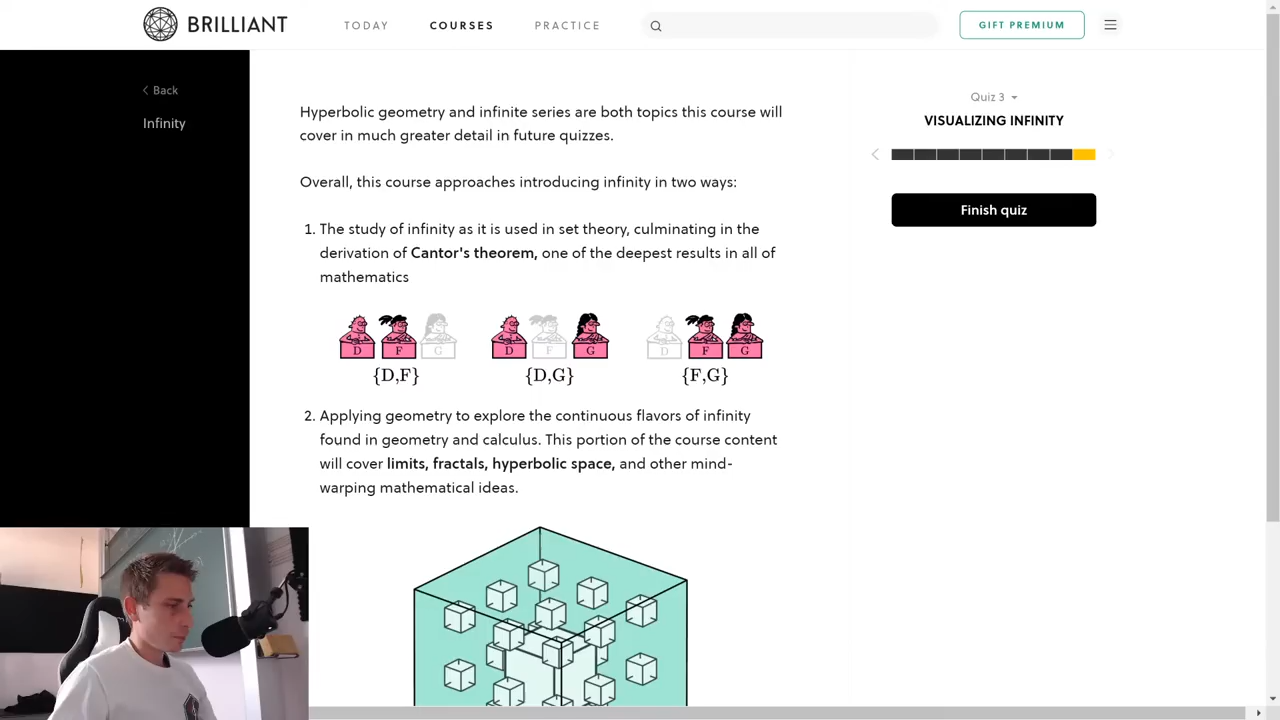 BRILLIANT
TODAY
COURSES
PRACTICE
GIFT PREMIUM
Back
Infinity
Hyperbolic geometry and infinite series are both topics this course will
cover in much greater detail in future quizzes.
Overall, this course approaches introducing infinity in two ways:
1. The study of infinity as it is used in set theory, culminating in the
derivation of Cantor's theorem, one of the deepest results in all of
mathematics
D F G
D F G
D F G
{D,F} {D,G} {F,G}
2. Applying geometry to explore the continuous flavors of infinity
found in geometry and calculus. This portion of the course content
will cover limits, fractals, hyperbolic space, and other mind-
warping mathematical ideas.
Quiz 3
VISUALIZING INFINITY
Finish quiz